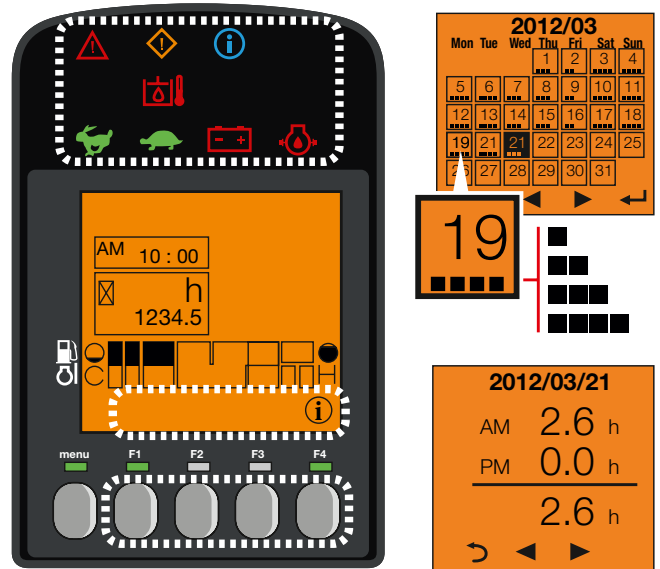 AM 10 : 00
h
1234.5
C H
i
menu F1 F2 F3 F4
2012/03
Mon Tue Wed Thu Fri Sat Sun
1 2 3 4
5 6 7 8 9 10 11
12 13 14 15 16 17 18
19 21 21 22 23 24 25
26 27 28 29 30 31
19
2012/03/21
AM 2.6 h
PM 0.0 h
2.6 h